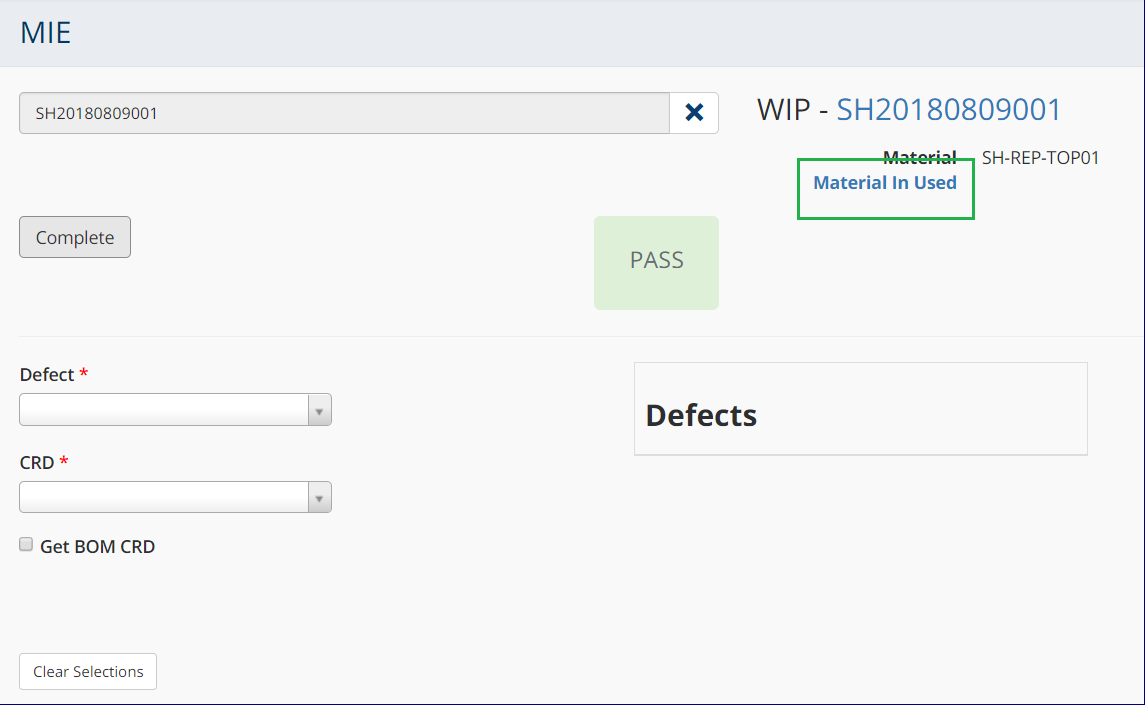 MIE
SH20180809001
WIP - SH20180809001
Material SH-REP-TOP01
Material In Used
Complete
PASS
Defect *
Defects
CRD *
Get BOM CRD
Clear Selections